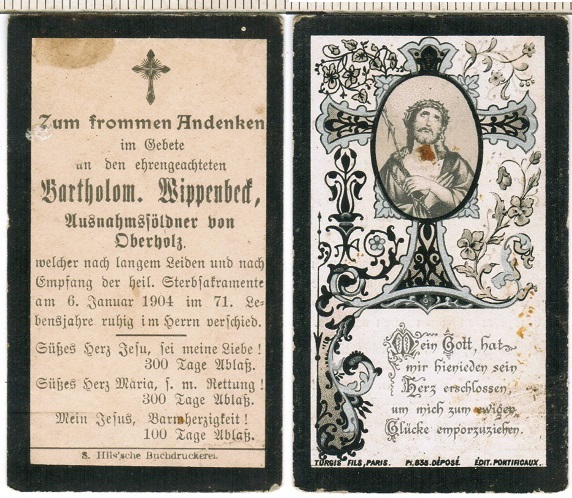 Zum frommen Andenken
im Gebete
an den ehrengeachteten
Bartholom. Wippenbeck,
Ausnahmsöldner von
Oberholz.
welcher nach langem Leiden und nach
Empfang der heil. Sterbsakramente
am 6. Januar 1904 im 71. Le-
bensjahre ruhig im Herrn verschied.
Süßes Herz Jesu, sei meine Liebe!
300 Tage Ablaß.
Süßes Herz Maria, s. m. Rettung!
300 Tage Ablaß.
Mein Jesus, Barmherzigkeit!
100 Tage Ablaß.
S. Hils'sche Buchdruckerei.
Mein Gott, hat
mir hienieden sein
Herz erschlossen,
um mich zum ewigen
Glücke emporzuziehen.
TURGIS FILS, PARIS. Pl. 838. DÉPOSÉ. ÉDIT. PONTIFICAUX.